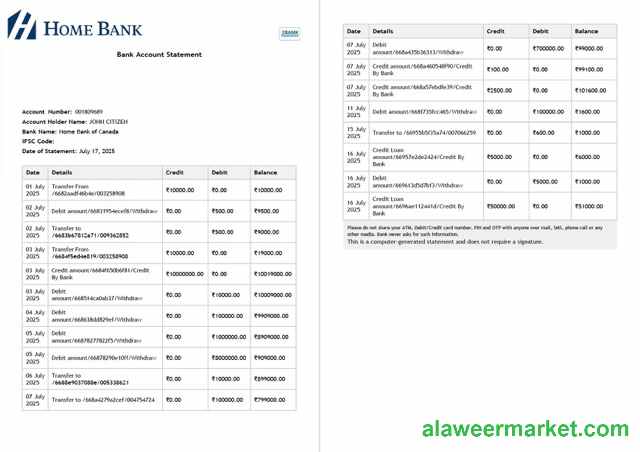 HOME BANK
Bank Account Statement
Account Number: 001809689
Account Holder Name: JOHN CITIZEN
Bank Name: Home Bank of Canada
IFSC Code:
Date of Statement: July 17, 2025
Date Details Credit Debit Balance
01 July 2025 Transfer From /6682aadf46b4e/003258908 ₹10000.00 ₹0.00 ₹10000.00
02 July 2025 Debit amount/66831954ecef8/Withdraw ₹0.00 ₹500.00 ₹9500.00
02 July 2025 Transfer to /6683b67812e71/009362882 ₹0.00 ₹500.00 ₹9000.00
03 July 2025 Transfer From /6684f5ed4e819/003258908 ₹10000.00 ₹0.00 ₹19000.00
03 July 2025 Credit amount/6684f650b6f81/Credit By Bank ₹10000000.00 ₹0.00 ₹10019000.00
03 July 2025 Debit amount/668514ca0ab37/Withdraw ₹0.00 ₹10000.00 ₹10009000.00
04 July 2025 Debit amount/668638dd829ef/Withdraw ₹0.00 ₹100000.00 ₹9909000.00
05 July 2025 Debit amount/66878277822f5/Withdraw ₹0.00 ₹1000000.00 ₹8909000.00
05 July 2025 Debit amount/66878290e10ff/Withdraw ₹0.00 ₹8000000.00 ₹909000.00
06 July 2025 Transfer to /6688e9037088e/005338621 ₹0.00 ₹10000.00 ₹899000.00
07 July 2025 Transfer to /668a4279a2cef/004754724 ₹0.00 ₹100000.00 ₹799000.00
Date Details Credit Debit Balance
07 July 2025 Debit amount/668a435b36313/Withdraw ₹0.00 ₹700000.00 ₹99000.00
07 July 2025 Credit amount/668a460548f90/Credit By Bank ₹100.00 ₹0.00 ₹99100.00
07 July 2025 Credit amount/668a57ebdfe39/Credit By Bank ₹2500.00 ₹0.00 ₹101600.00
11 July 2025 Debit amount/668f735fcc465/Withdraw ₹0.00 ₹100000.00 ₹1600.00
15 July 2025 Transfer to /66955b5f35a74/007066259 ₹0.00 ₹600.00 ₹1000.00
16 July 2025 Credit Loan amount/66957e2de2424/Credit By Bank ₹5000.00 ₹0.00 ₹6000.00
16 July 2025 Debit amount/669613d5d7bf3/Withdraw ₹0.00 ₹5000.00 ₹1000.00
16 July 2025 Credit Loan amount/6696ae112441d/Credit By Bank ₹50000.00 ₹0.00 ₹51000.00
Please do not share your ATM, Debit/Credit card number, PIN and OTP with anyone over mail, SMS, phone call or any
other media. Bank never asks for such information.
This is a computer-generated statement and does not require a signature.
alaweermarket.com